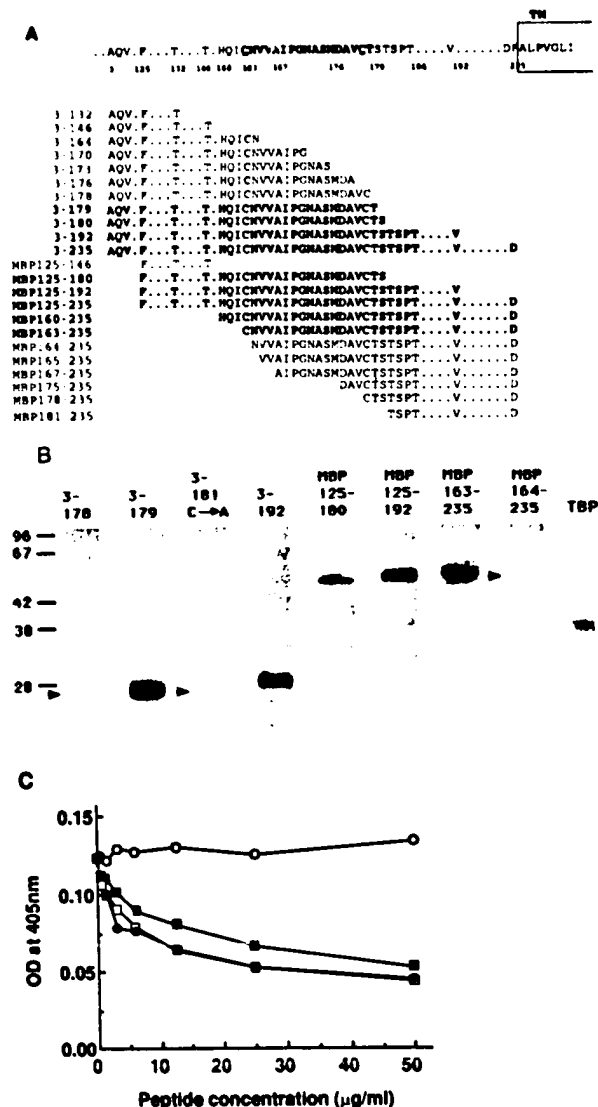 A
TM
..AQV.F...T...T.HQICNVVAIPGNASMDAVCTSTSPT....V......DFALPVGLI
3-132 AQV.F...T
3-146 AQV.F...T...T
3-164 AQV.F...T...T.HQICN
3-170 AQV.F...T...T.HQICNVVAIPG
3-173 AQV.F...T...T.HQICNVVAIPGNAS
3-176 AQV.F...T...T.HQICNVVAIPGNASMDA
3-178 AQV.F...T...T.HQICNVVAIPGNASMDAVC
3-179 AQV.F...T...T.HQICNVVAIPGNASMDAVCT
3-180 AQV.F...T...T.HQICNVVAIPGNASMDAVCTS
3-192 AQV.F...T...T.HQICNVVAIPGNASMDAVCTSTSPT....V
3-235 AQV.F...T...T.HQICNVVAIPGNASMDAVCTSTSPT....V......D
MBP125-146 F...T...T
MBP125-180 F...T...T.HQICNVVAIPGNASMDAVCTS
MBP125-192 F...T...T.HQICNVVAIPGNASMDAVCTSTSPT....V
MBP125-235 F...T...T.HQICNVVAIPGNASMDAVCTSTSPT....V......D
MBP160-235 HQICNVVAIPGNASMDAVCTSTSPT....V......D
MBP163-235 CNVVAIPGNASMDAVCTSTSPT....V......D
MBP164-235 NVVAIPGNASMDAVCTSTSPT....V......D
MBP165-235 VVAIPGNASMDAVCTSTSPT....V......D
MBP167-235 AIPGNASMDAVCTSTSPT....V......D
MBP175-235 DAVCTSTSPT....V......D
MBP178-235 CTSTSPT....V......D
MBP181-235 TSPT....V......D
B
3-178 3-179 3-181 C→A 3-192 MBP 125-180 MBP 125-192 MBP 163-235 MBP 164-235 TBP
96
67
42
30
20
C
0.15
0.10
0.05
0.00
OD at 405nm
0 10 20 30 40 50
Peptide concentration (μg/ml)